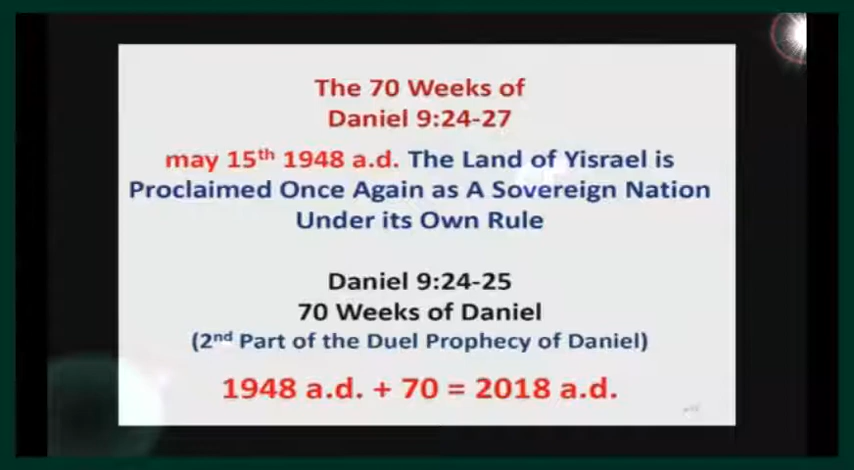 The 70 Weeks of
Daniel 9:24-27
may 15th 1948 a.d. The Land of Yisrael is
Proclaimed Once Again as A Sovereign Nation
Under its Own Rule
Daniel 9:24-25
70 Weeks of Daniel
(2nd Part of the Duel Prophecy of Daniel)
1948 a.d. + 70 = 2018 a.d.